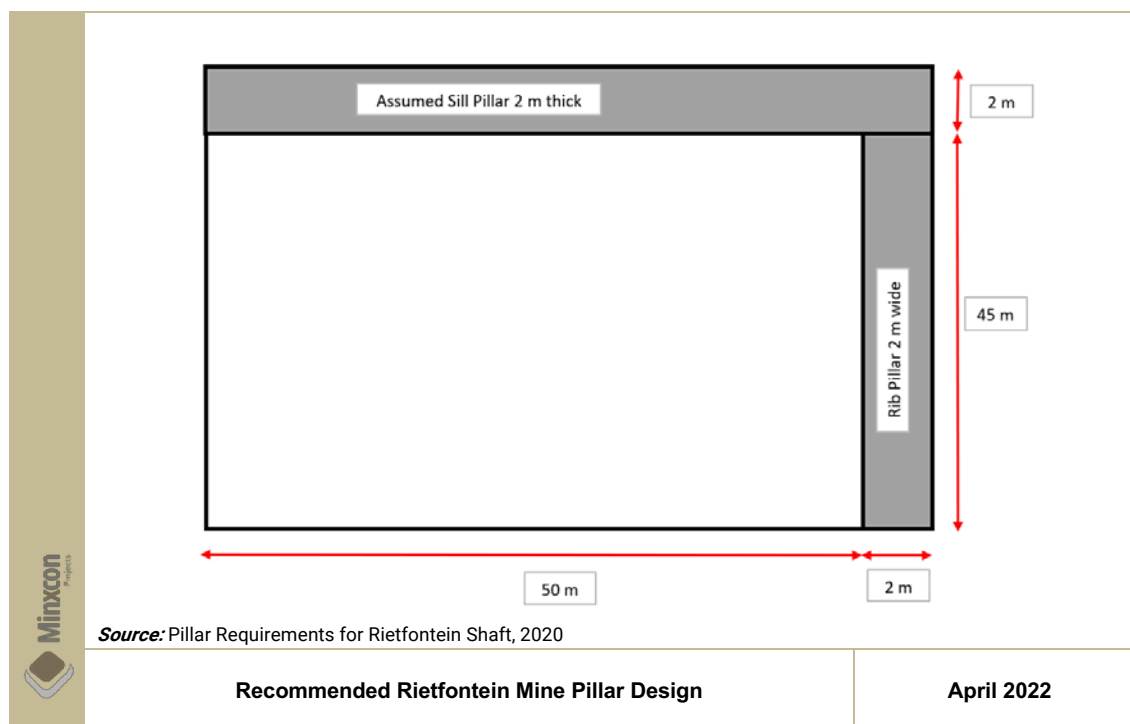 Assumed Sill Pillar 2 m thick
2 m
Rib Pillar 2 m wide
45 m
50 m
2 m
Minxcon
Projects
Source: Pillar Requirements for Rietfontein Shaft, 2020
Recommended Rietfontein Mine Pillar Design
April 2022